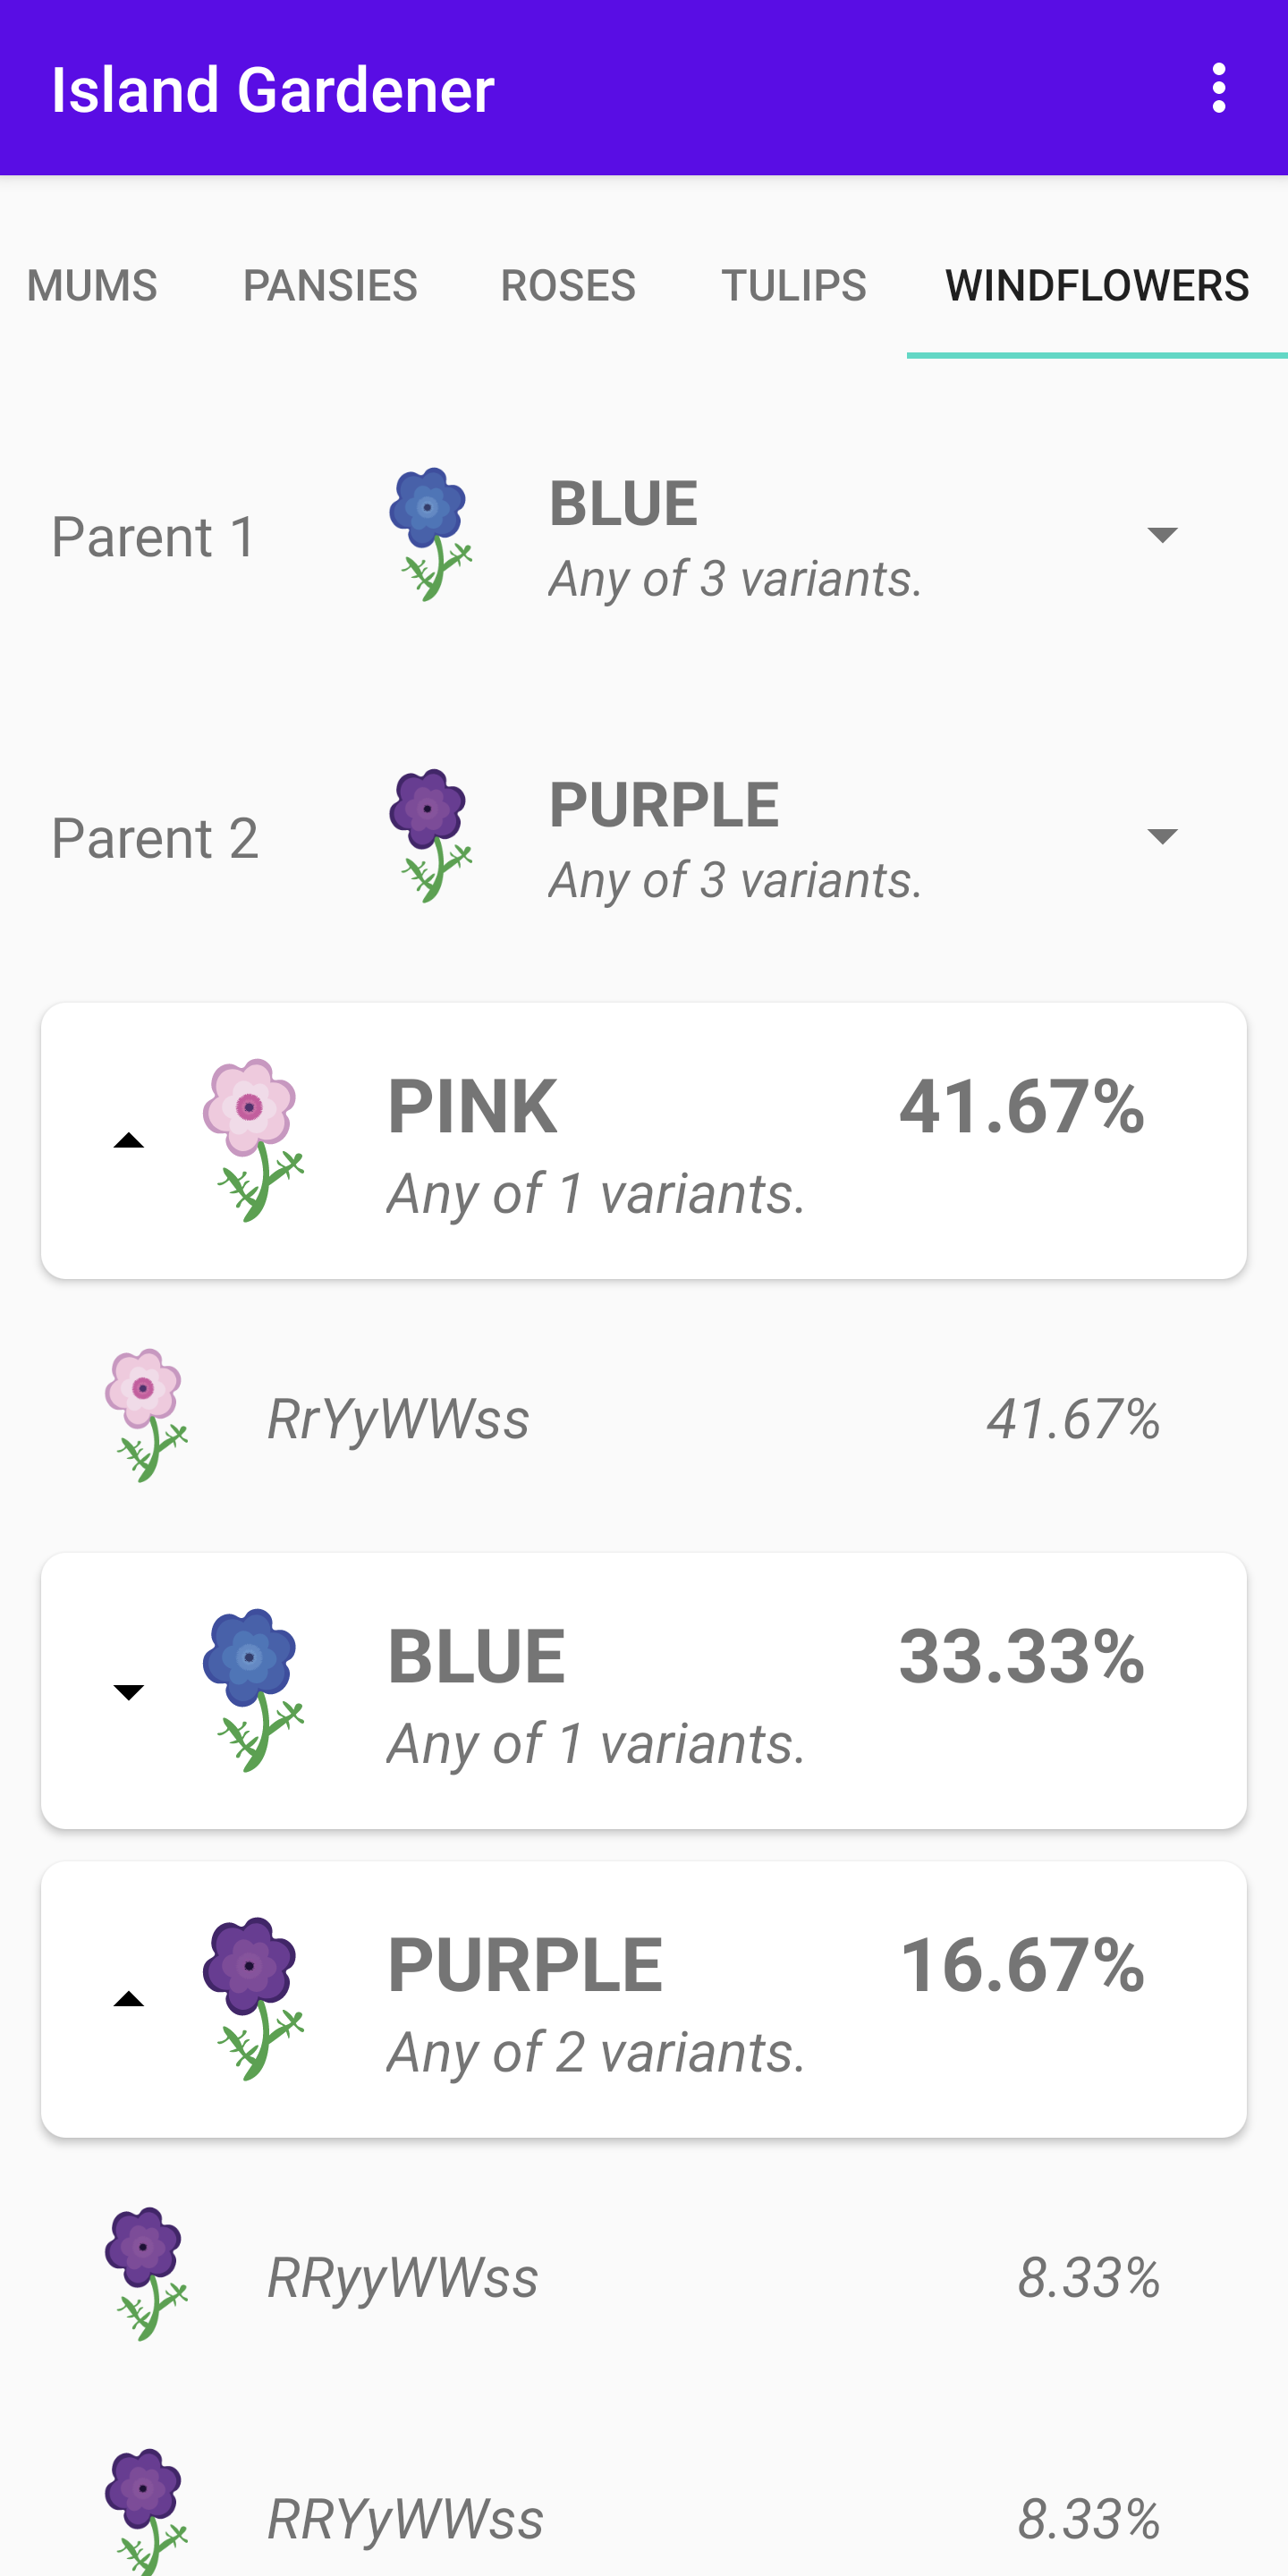 Island Gardener
MUMS PANSIES ROSES TULIPS WINDFLOWERS
Parent 1
BLUE
Any of 3 variants.
Parent 2
PURPLE
Any of 3 variants.
PINK 41.67%
Any of 1 variants.
RrYyWWss 41.67%
BLUE 33.33%
Any of 1 variants.
PURPLE 16.67%
Any of 2 variants.
RRyyWWss 8.33%
RRYyWWss 8.33%